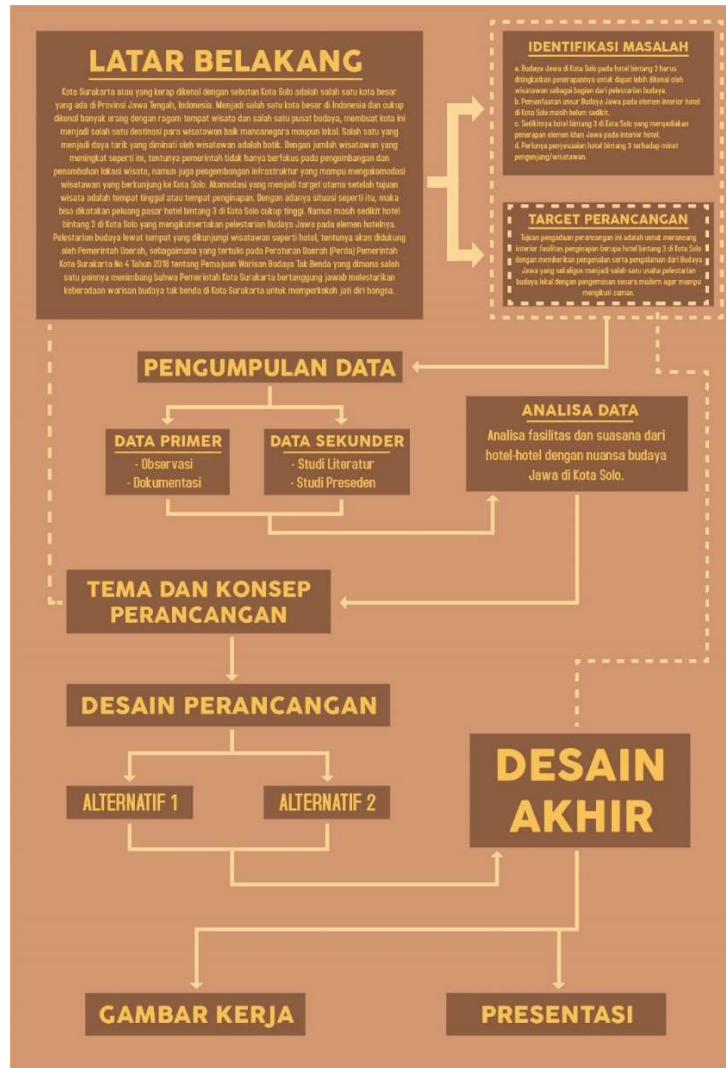 LATAR BELAKANG
Kota Surakarta atau yang kerap dikenal dengan sebutan Kota Solo adalah salah satu kota besar
yang ada di Provinsi Jawa Tengah, Indonesia. Menjadi salah satu kota besar di Indonesia dan cukup
dikenal banyak orang dengan ragam tempat wisata dan salah satu pusat budaya, membuat kota ini
menjadi salah satu destinasi para wisatawan baik mancanegara maupun lokal. Salah satu yang
menjadi daya tarik yang diminati oleh wisatawan adalah batik. Dengan jumlah wisatawan yang
meningkat seperti ini, tentunya pemerintah tidak hanya berfokus pada pengembangan dan
penambahan lokasi wisata, namun juga pengembangan infrastruktur yang mampu mengakomodasi
wisatawan yang berkunjung ke Kota Solo. Akomodasi yang menjadi target utama setelah tujuan
wisata adalah tempat tinggal atau tempat penginapan. Dengan adanya situasi seperti itu, maka
bisa dikatakan peluang pasar hotel bintang 3 di Kota Solo cukup tinggi. Namun masih sedikit hotel
bintang 3 di Kota Solo yang mengikutsertakan pelestarian Budaya Jawa pada elemen hotelnya.
Pelestarian budaya lewat tempat yang dikunjungi wisatawan seperti hotel, tentunya akan didukung
oleh Pemerintah Daerah, sebagaimana yang tertulis pada Peraturan Daerah (Perda) Pemerintah
Kota Surakarta No 4 Tahun 2018 tentang Pemajuan Warisan Budaya Tak Benda yang dimana salah
satu poinnya menimbang bahwa Pemerintah Kota Surakarta bertanggung jawab melestarikan
keberadaan warisan budaya tak benda di Kota Surakarta untuk memperkokoh jati diri bangsa.
IDENTIFIKASI MASALAH
a. Budaya Jawa di Kota Solo pada hotel bintang 3 harus
ditingkatkan penerapannya untuk dapat lebih dikenal oleh
wisatawan sebagai bagian dari pelestarian budaya.
b. Pemanfaatan unsur Budaya Jawa pada elemen interior hotel
di Kota Solo masih belum sedikit.
c. Sedikitnya hotel bintang 3 di Kota Solo yang menyediakan
penerapan elemen khas Jawa pada interior hotel.
d. Perlunya penyesuaian hotel bintang 3 terhadap minat
pengunjung/wisatawan.
TARGET PERANCANGAN
Tujuan pengadaan perancangan ini adalah untuk merancang
interior fasilitas penginapan berupa hotel bintang 3 di Kota Solo
dengan memberikan pengenalan serta pengalaman dari Budaya
Jawa yang sekaligus menjadi salah satu usaha pelestarian
budaya lokal dengan pengemasan secara modern agar mampu
mengikuti zaman.
PENGUMPULAN DATA
DATA PRIMER
- Observasi
- Dokumentasi
DATA SEKUNDER
- Studi Literatur
- Studi Preseden
ANALISA DATA
Analisa fasilitas dan suasana dari
hotel-hotel dengan nuansa budaya
Jawa di Kota Solo.
TEMA DAN KONSEP
PERANCANGAN
DESAIN PERANCANGAN
ALTERNATIF 1
ALTERNATIF 2
DESAIN
AKHIR
GAMBAR KERJA
PRESENTASI